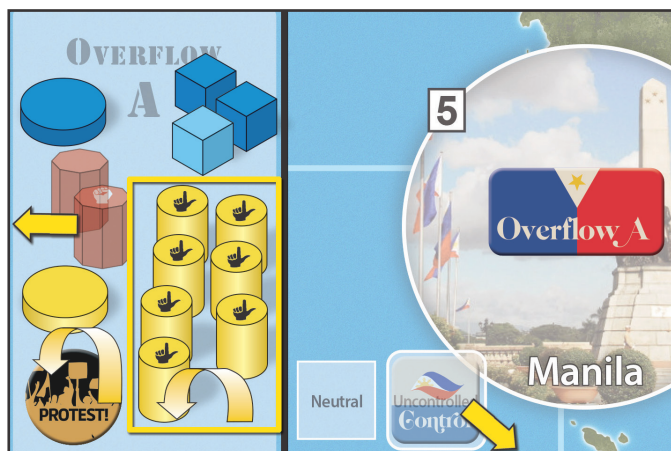 OVERFLOW
A
PROTEST!
5
Overflow A
Manila
Neutral
Uncontrolled
Control